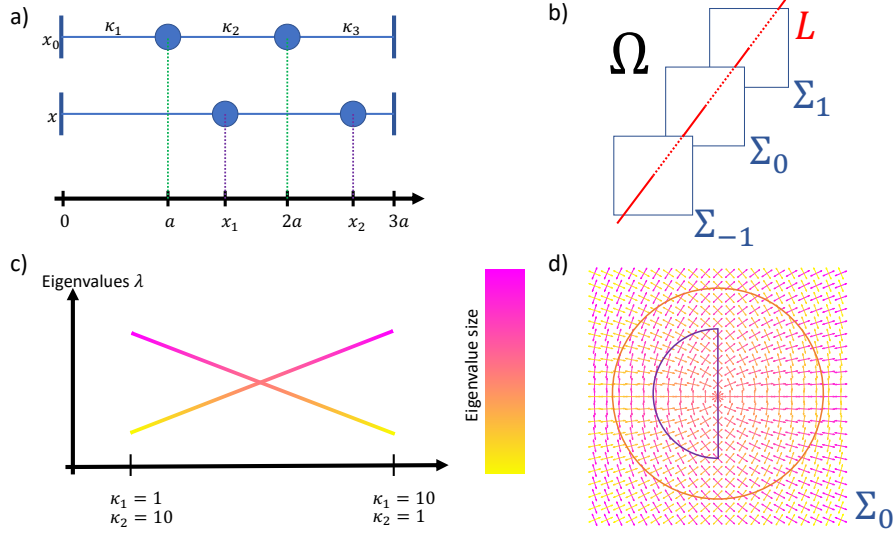 a)
κ₁ κ₂ κ₃
x₀
x
0 a x₁ 2a x₂ 3a
b)
Ω
L
Σ₁
Σ₀
Σ₋₁
c)
Eigenvalues λ
κ₁ = 1
κ₂ = 10
κ₁ = 10
κ₂ = 1
Eigenvalue size
d)
Σ₀